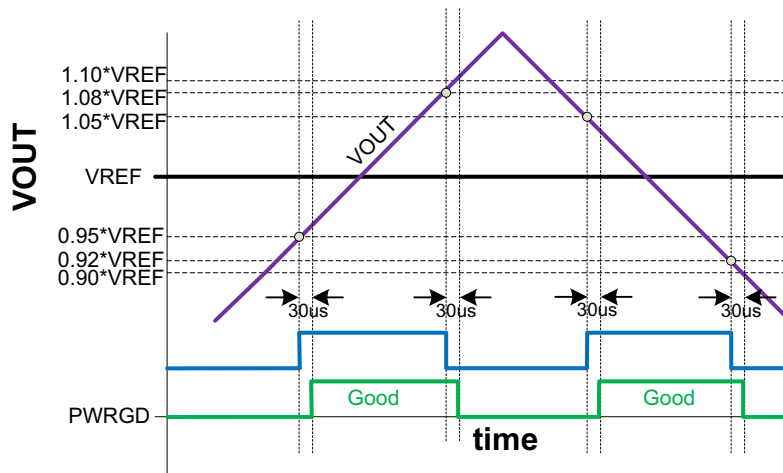 1.10*VREF
1.08*VREF
1.05*VREF
VOUT
VOUT
VREF
0.95*VREF
0.92*VREF
0.90*VREF
30us
30us
30us
30us
Good
Good
PWRGD
time